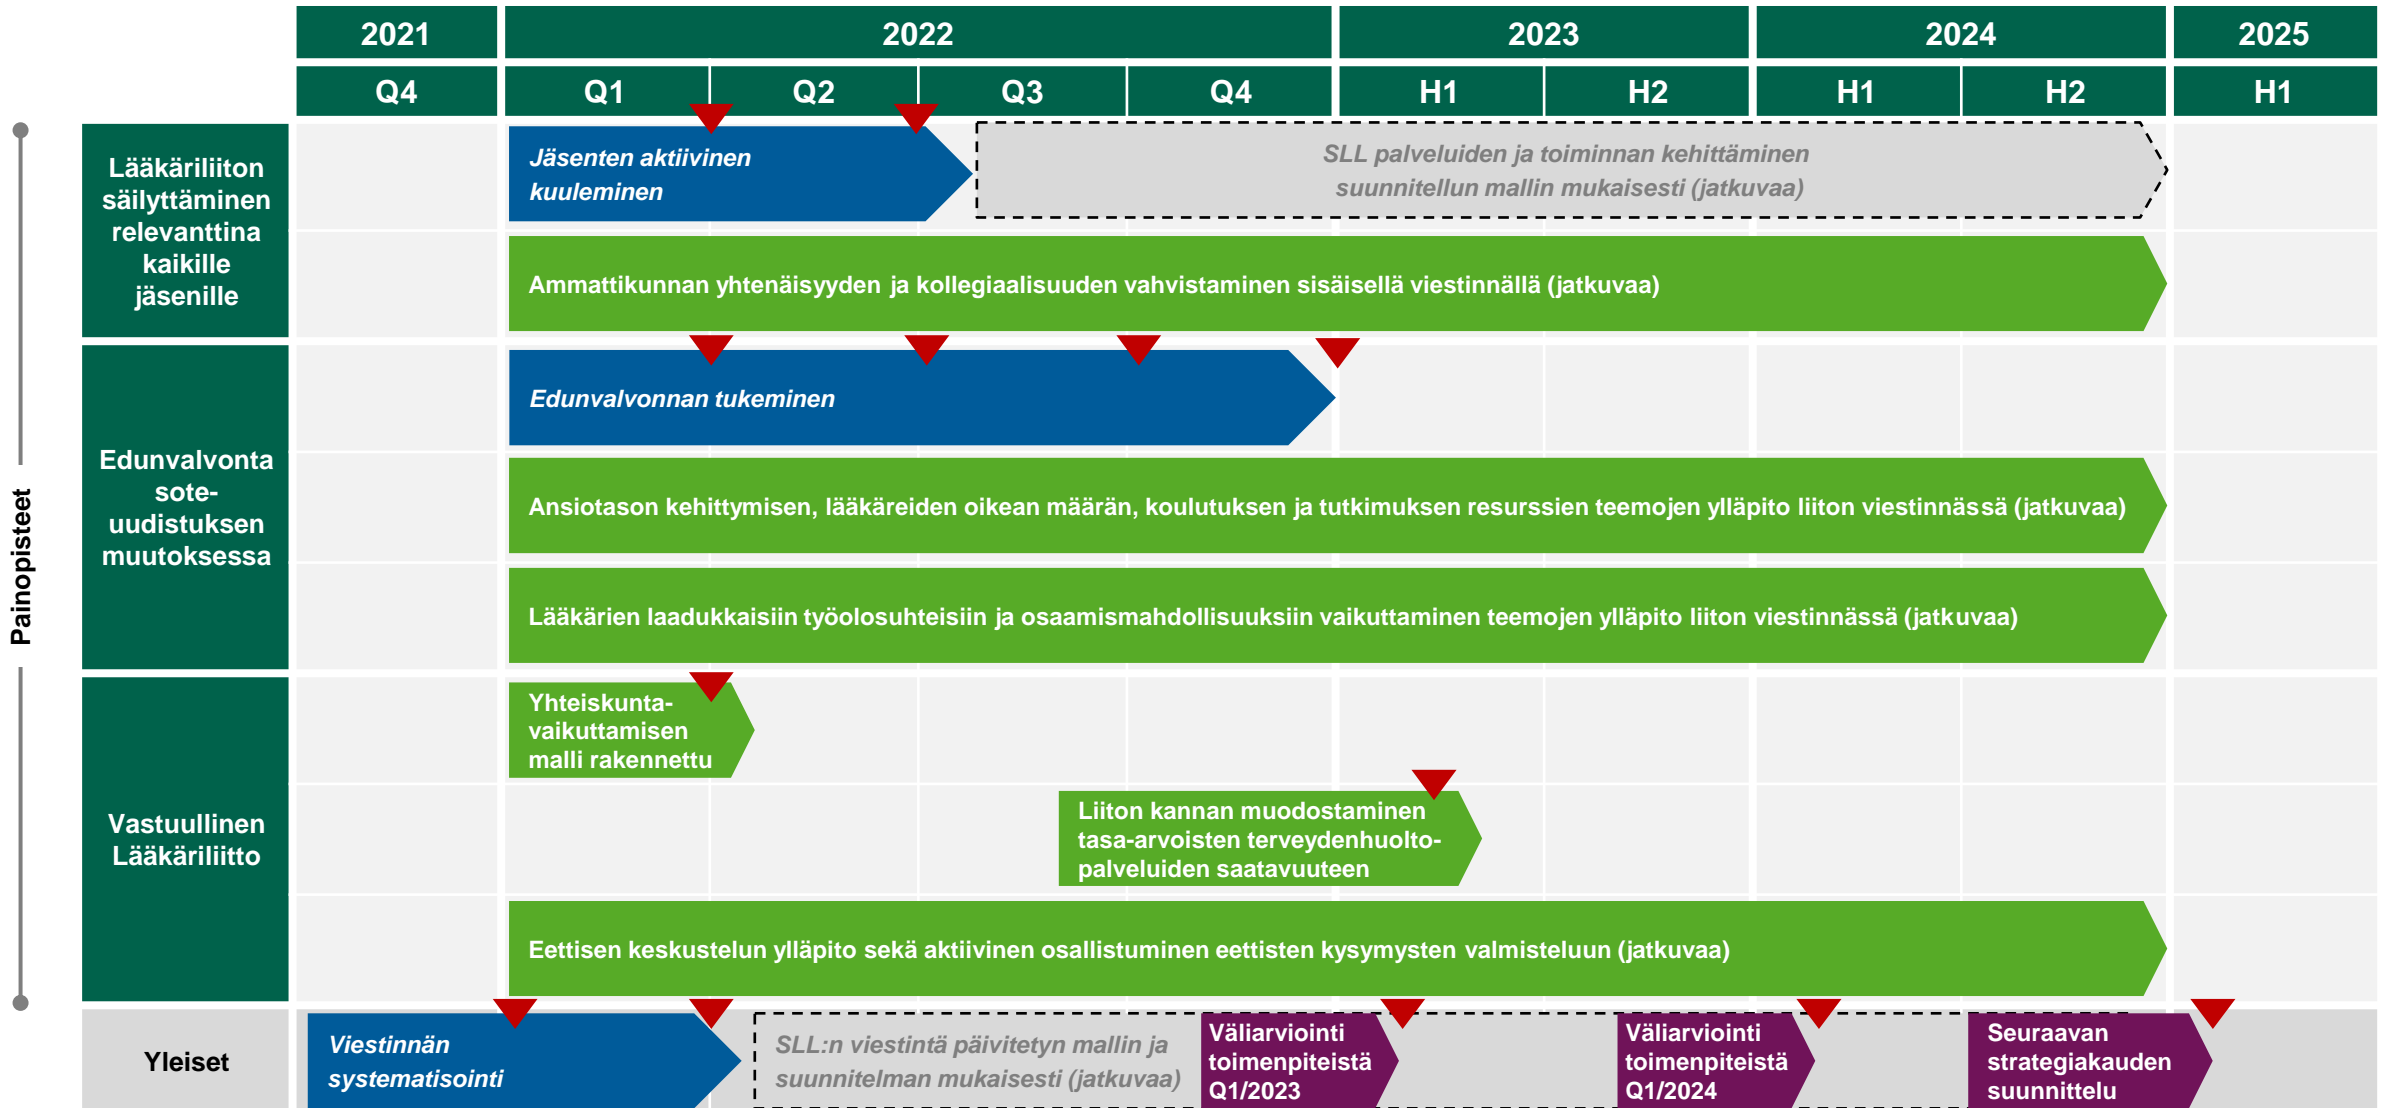 2021
2022
2023
2024
2025
Q4
Q1
Q2
Q3
Q4
H1
H2
H1
H2
H1
Painopisteet
Lääkäriliiton
säilyttäminen
relevanttina
kaikille
jäsenille
Jäsenten aktiivinen
kuuleminen
SLL palveluiden ja toiminnan kehittäminen
suunnitellun mallin mukaisesti (jatkuvaa)
Ammattikunnan yhtenäisyyden ja kollegiaalisuuden vahvistaminen sisäisellä viestinnällä (jatkuvaa)
Edunvalvonta
sote-
uudistuksen
muutoksessa
Edunvalvonnan tukeminen
Ansiotason kehittymisen, lääkäreiden oikean määrän, koulutuksen ja tutkimuksen resurssien teemojen ylläpito liiton viestinnässä (jatkuvaa)
Lääkärien laadukkaisiin työolosuhteisiin ja osaamismahdollisuuksiin vaikuttaminen teemojen ylläpito liiton viestinnässä (jatkuvaa)
Vastuullinen
Lääkäriliitto
Yhteiskunta-
vaikuttamisen
malli rakennettu
Liiton kannan muodostaminen
tasa-arvoisten terveydenhuolto-
palveluiden saatavuuteen
Eettisen keskustelun ylläpito sekä aktiivinen osallistuminen eettisten kysymysten valmisteluun (jatkuvaa)
Yleiset
Viestinnän
systematisointi
SLL:n viestintä päivitetyn mallin ja
suunnitelman mukaisesti (jatkuvaa)
Väliarviointi
toimenpiteistä
Q1/2023
Väliarviointi
toimenpiteistä
Q1/2024
Seuraavan
strategiakauden
suunnittelu